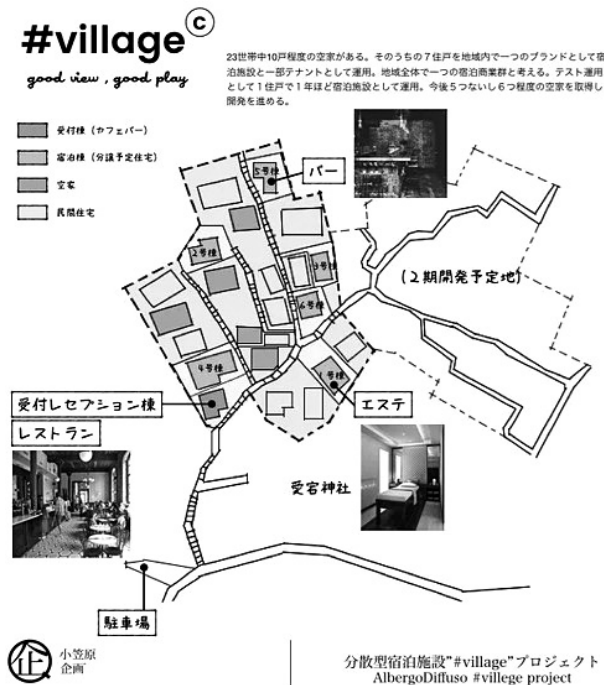 #village ©
good view , good play
23世帯中10戸程度の空家がある。そのうちの7住戸を地域内で一つのブランドとして宿
泊施設と一部テナントとして運用。地域全体で一つの宿泊商業群と考える。テスト運用
として1住戸で1年ほど宿泊施設として運用。今後5つないし6つ程度の空家を取得し
開発を進める。
受付棟（カフェバー）
宿泊棟（分譲予定住宅）
空家
民間住宅
5号棟
バー
2号棟
3号棟
(2期開発予定地)
6号棟
4号棟
1号棟
受付レセプション棟
エステ
レストラン
愛宕神社
駐車場
企
小笠原
企画
分散型宿泊施設"#village"プロジェクト
AlbergoDiffuso #villege project